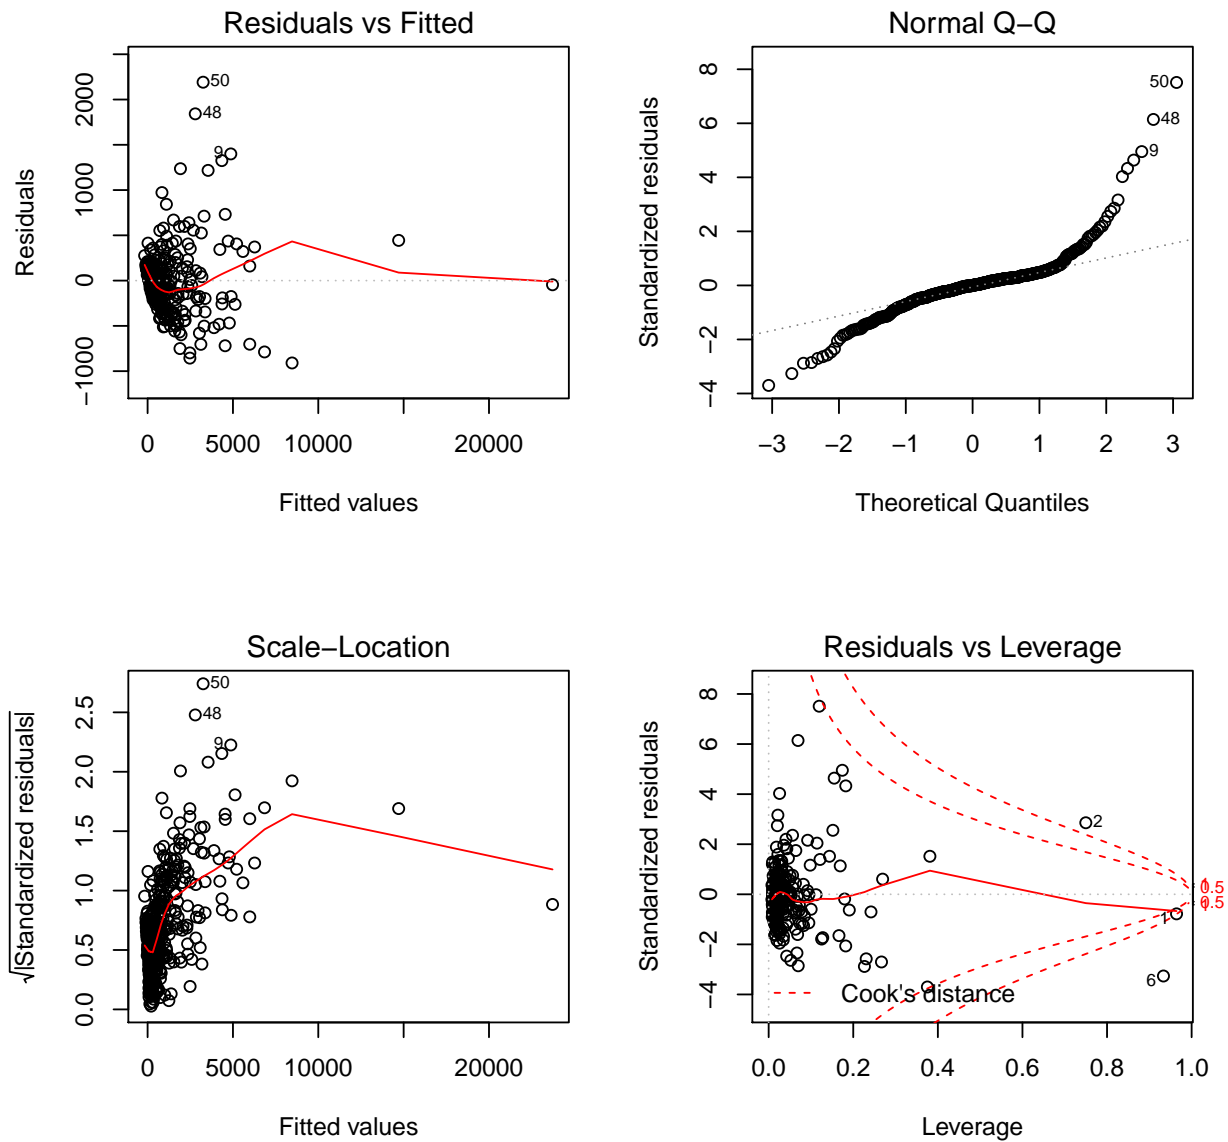 Residuals vs Fitted
Residuals
−1000 0 1000 2000
50
48
9
0 5000 10000 20000
Fitted values
Normal Q−Q
Standardized residuals
−4 −2 0 2 4 6 8
50
48
9
−3 −2 −1 0 1 2 3
Theoretical Quantiles
Scale−Location
√|Standardized residuals|
0.0 0.5 1.0 1.5 2.0 2.5
50
48
9
0 5000 10000 20000
Fitted values
Residuals vs Leverage
Standardized residuals
−4 −2 0 2 4 6 8
2
1
0.5
0.5
1
1
6
Cook's distance
0.0 0.2 0.4 0.6 0.8 1.0
Leverage